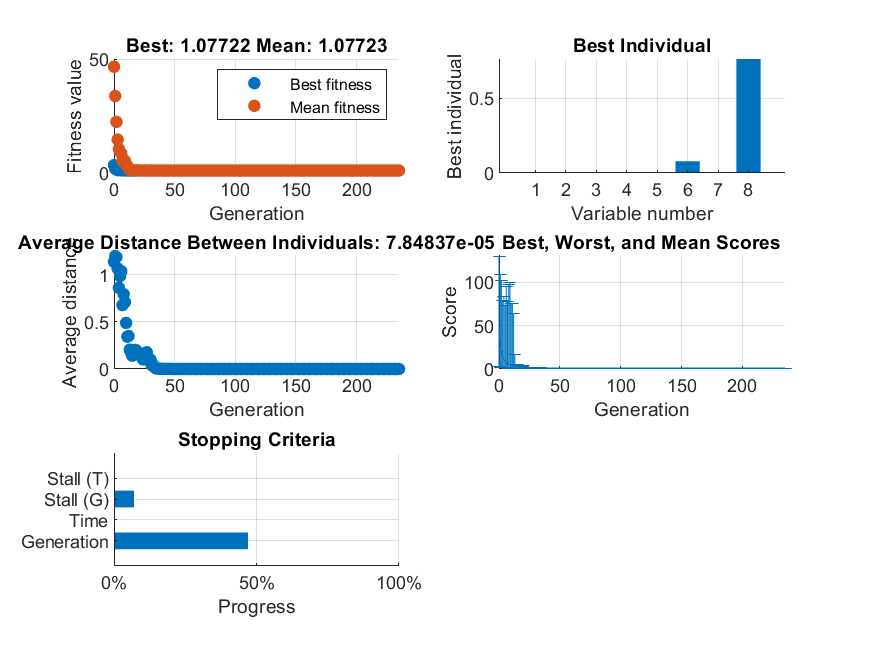 Best: 1.07722 Mean: 1.07723
Fitness value
50
0
Best fitness
Mean fitness
0 50 100 150 200
Generation
Best Individual
Best individual
0.5
0
1 2 3 4 5 6 7 8
Variable number
Average Distance Between Individuals: 7.84837e-05
Average distance
1
0.5
0
0 50 100 150 200
Generation
Best, Worst, and Mean Scores
Score
100
50
0
0 50 100 150 200
Generation
Stopping Criteria
Stall (T)
Stall (G)
Time
Generation
0% 50% 100%
Progress